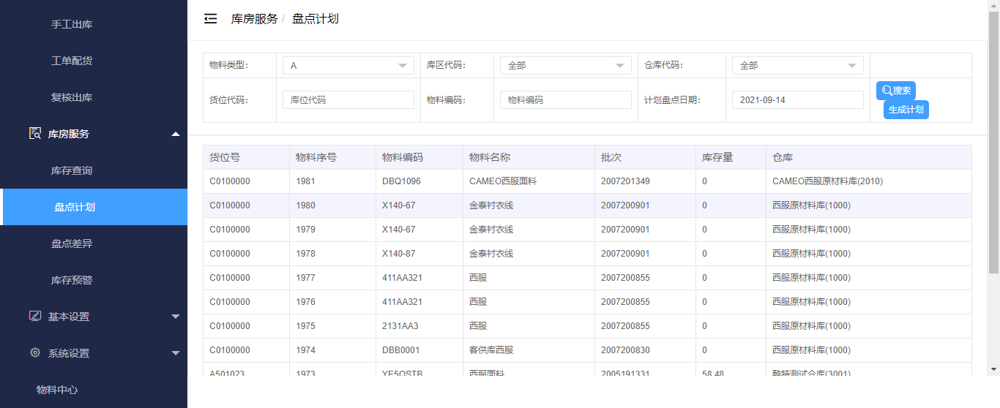 手工出库
工单配货
复核出库
库房服务
库存查询
盘点计划
盘点差异
库存预警
基本设置
系统设置
物料中心
库房服务 / 盘点计划
物料类型: A 库区代码: 全部 仓库代码: 全部
货位代码: 库位代码 物料编码: 物料编码 计划盘点日期: 2021-09-14 搜索
生成计划
货位号 物料序号 物料编码 物料名称 批次 库存量 仓库
C0100000 1981 DBQ1096 CAMEO西服面料 2007201349 0 CAMEO西服原材料库(2010)
C0100000 1980 X140-67 金泰衬衣线 2007200901 0 西服原材料库(1000)
C0100000 1979 X140-67 金泰衬衣线 2007200901 0 西服原材料库(1000)
C0100000 1978 X140-87 金泰衬衣线 2007200901 0 西服原材料库(1000)
C0100000 1977 411AA321 西服 2007200855 0 西服原材料库(1000)
C0100000 1976 411AA321 西服 2007200855 0 西服原材料库(1000)
C0100000 1975 2131AA3 西服 2007200855 0 西服原材料库(1000)
C0100000 1974 DBB0001 客供库西服 2007200830 0 西服原材料库(1000)
A501023 1973 西服面料 2005191331 58.48 酷特测试仓库(3001)